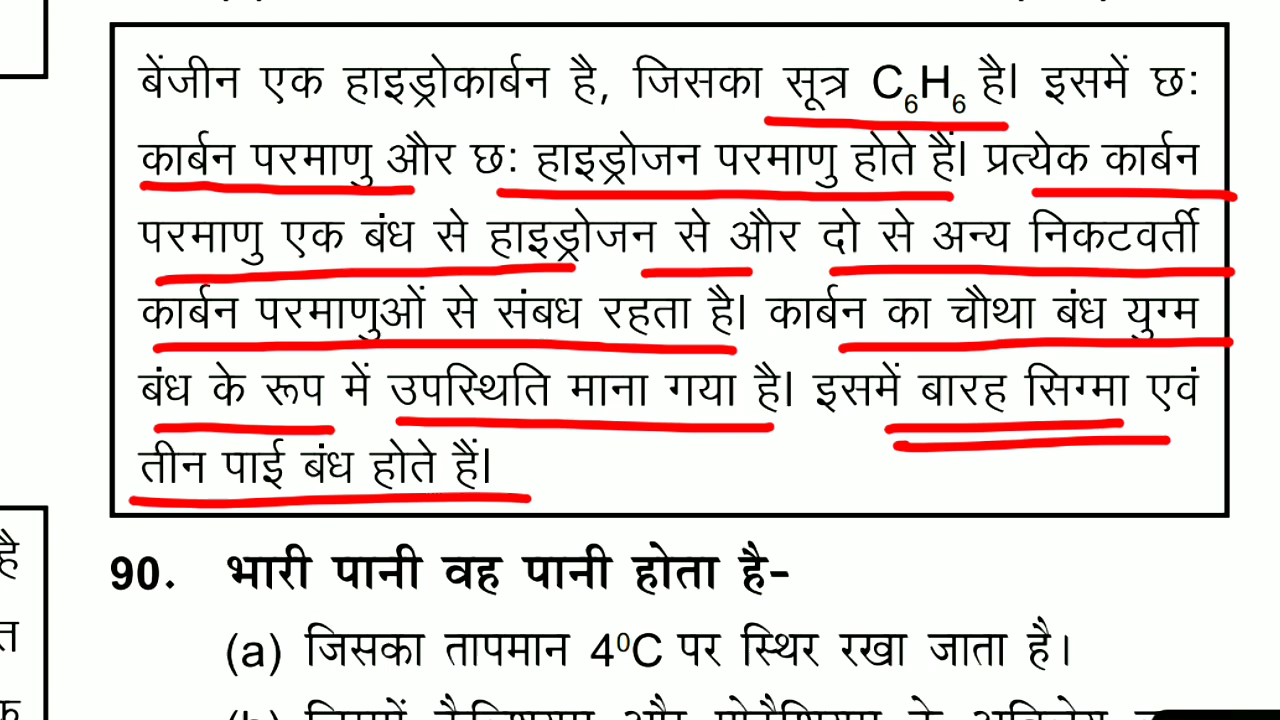 बेंजीन एक हाइड्रोकार्बन है, जिसका सूत्र C₆H₆ है। इसमें छः
कार्बन परमाणु और छः हाइड्रोजन परमाणु होते हैं। प्रत्येक कार्बन
परमाणु एक बंध से हाइड्रोजन से और दो से अन्य निकटवर्ती
कार्बन परमाणुओं से संबध रहता है। कार्बन का चौथा बंध युग्म
बंध के रूप में उपस्थिति माना गया है। इसमें बारह सिग्मा एवं
तीन पाई बंध होते हैं।
है
त
90. भारी पानी वह पानी होता है-
(a) जिसका तापमान 4⁰C पर स्थिर रखा जाता है।